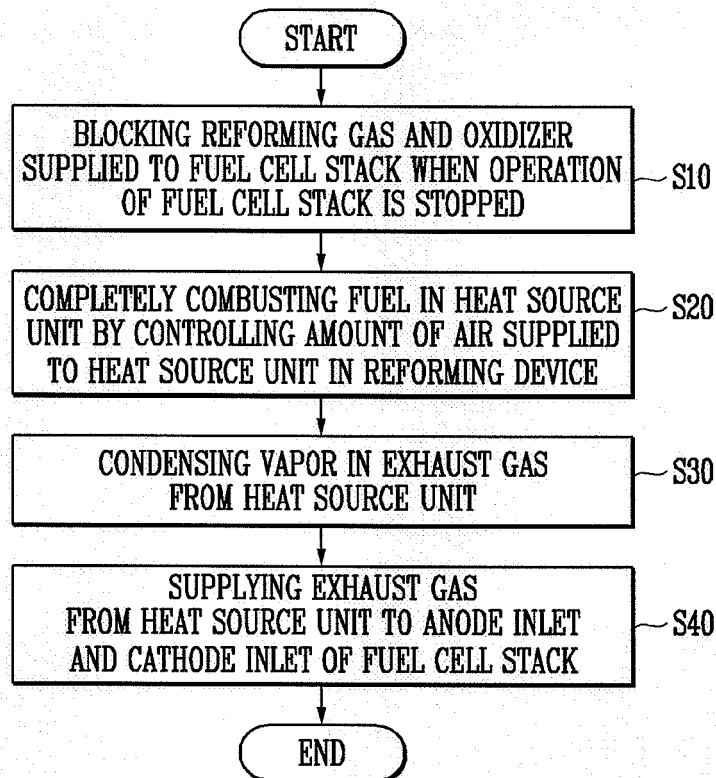 START
BLOCKING REFORMING GAS AND OXIDIZER
SUPPLIED TO FUEL CELL STACK WHEN OPERATION
OF FUEL CELL STACK IS STOPPED
S10
COMPLETELY COMBUSTING FUEL IN HEAT SOURCE
UNIT BY CONTROLLING AMOUNT OF AIR SUPPLIED
TO HEAT SOURCE UNIT IN REFORMING DEVICE
S20
CONDENSING VAPOR IN EXHAUST GAS
FROM HEAT SOURCE UNIT
S30
SUPPLYING EXHAUST GAS
FROM HEAT SOURCE UNIT TO ANODE INLET
AND CATHODE INLET OF FUEL CELL STACK
S40
END